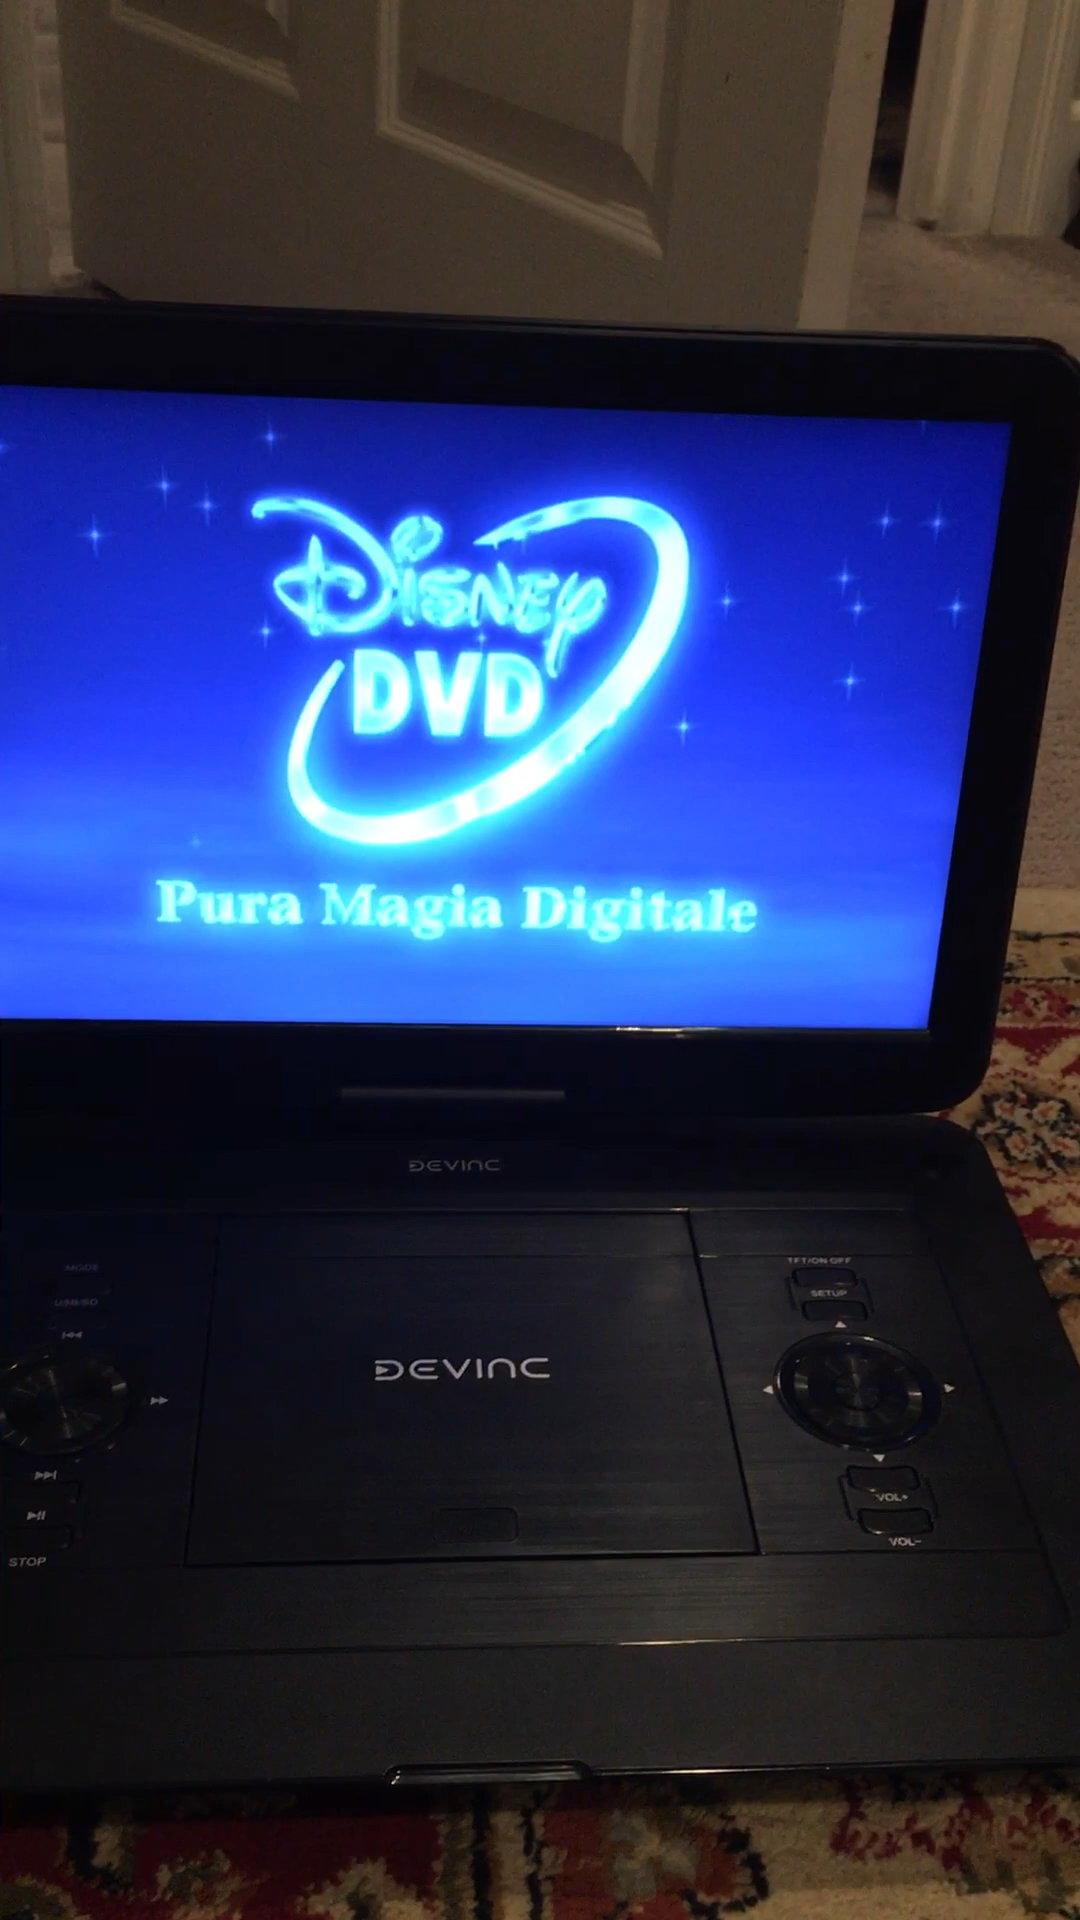 Disney
DVD
Pura Magia Digitale
DEVINC
MODE
USB/SD
STOP
DEVINC
TFT/ON OFF
SETUP
VOL+
VOL-